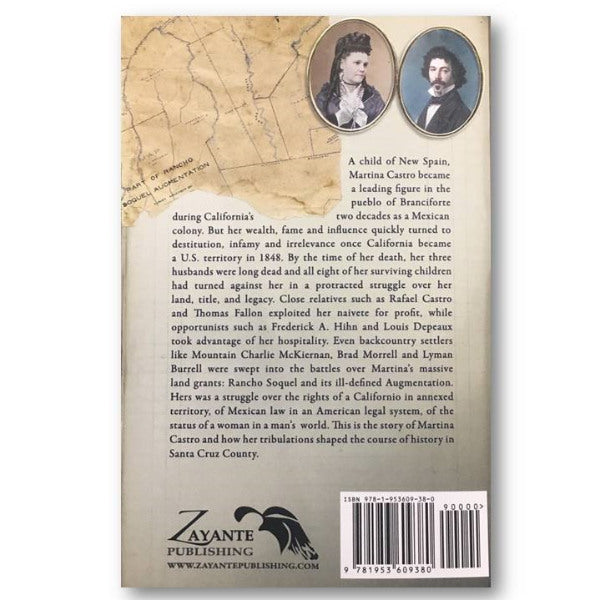 PART OF RANCHO
SOQUEL AUGMENTATION
A child of New Spain,
Martina Castro became
a leading figure in the
pueblo of Branciforte
during California's two decades as a Mexican
colony. But her wealth, fame and influence quickly turned to
destitution, infamy and irrelevance once California became
a U.S. territory in 1848. By the time of her death, her three
husbands were long dead and all eight of her surviving children
had turned against her in a protracted struggle over her
land, title, and legacy. Close relatives such as Rafael Castro
and Thomas Fallon exploited her naivete for profit, while
opportunists such as Frederick A. Hihn and Louis Depeaux
took advantage of her hospitality. Even backcountry settlers
like Mountain Charlie McKiernan, Brad Morrell and Lyman
Burrell were swept into the battles over Martina's massive
land grants: Rancho Soquel and its ill-defined Augmentation.
Hers was a struggle over the rights of a Californio in annexed
territory, of Mexican law in an American legal system, of the
status of a woman in a man's world. This is the story of Martina
Castro and how her tribulations shaped the course of history in
Santa Cruz County.
ZAYANTE
PUBLISHING
WWW.ZAYANTEPUBLISHING.COM
ISBN 978-1-953609-38-0
90000>
9 781953 609380